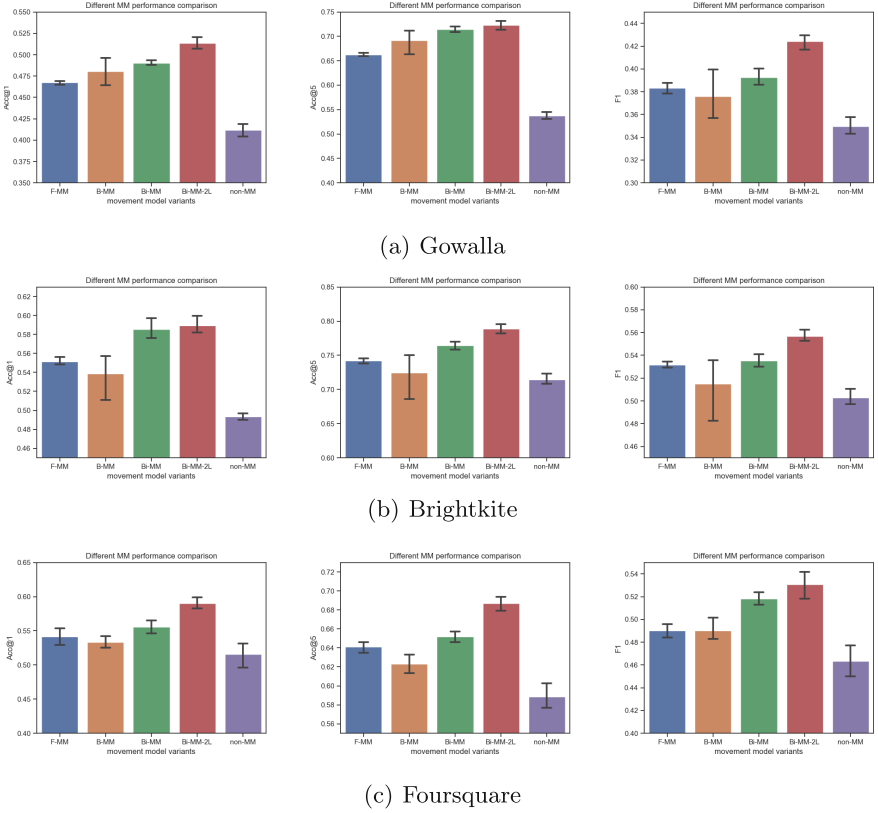 Different MM performance comparison
0.550
0.525
0.500
0.475
0.450
0.425
0.400
0.375
0.350
Acc@1
F-MM B-MM Bi-MM Bi-MM-2L non-MM
movement model variants
Different MM performance comparison
0.75
0.70
0.65
0.60
0.55
0.50
0.45
0.40
Acc@5
F-MM B-MM Bi-MM Bi-MM-2L non-MM
movement model variants
Different MM performance comparison
0.44
0.42
0.40
0.38
0.36
0.34
0.32
0.30
F1
F-MM B-MM Bi-MM Bi-MM-2L non-MM
movement model variants
(a) Gowalla
Different MM performance comparison
0.62
0.60
0.58
0.56
0.54
0.52
0.50
0.48
0.46
Acc@1
F-MM B-MM Bi-MM Bi-MM-2L non-MM
movement model variants
Different MM performance comparison
0.85
0.80
0.75
0.70
0.65
0.60
Acc@5
F-MM B-MM Bi-MM Bi-MM-2L non-MM
movement model variants
Different MM performance comparison
0.60
0.58
0.56
0.54
0.52
0.50
0.48
0.46
F1
F-MM B-MM Bi-MM Bi-MM-2L non-MM
movement model variants
(b) Brightkite
Different MM performance comparison
0.65
0.60
0.55
0.50
0.45
0.40
Acc@1
F-MM B-MM Bi-MM Bi-MM-2L non-MM
movement model variants
Different MM performance comparison
0.72
0.70
0.68
0.66
0.64
0.62
0.60
0.58
0.56
Acc@5
F-MM B-MM Bi-MM Bi-MM-2L non-MM
movement model variants
Different MM performance comparison
0.54
0.52
0.50
0.48
0.46
0.44
0.42
0.40
F1
F-MM B-MM Bi-MM Bi-MM-2L non-MM
movement model variants
(c) Foursquare